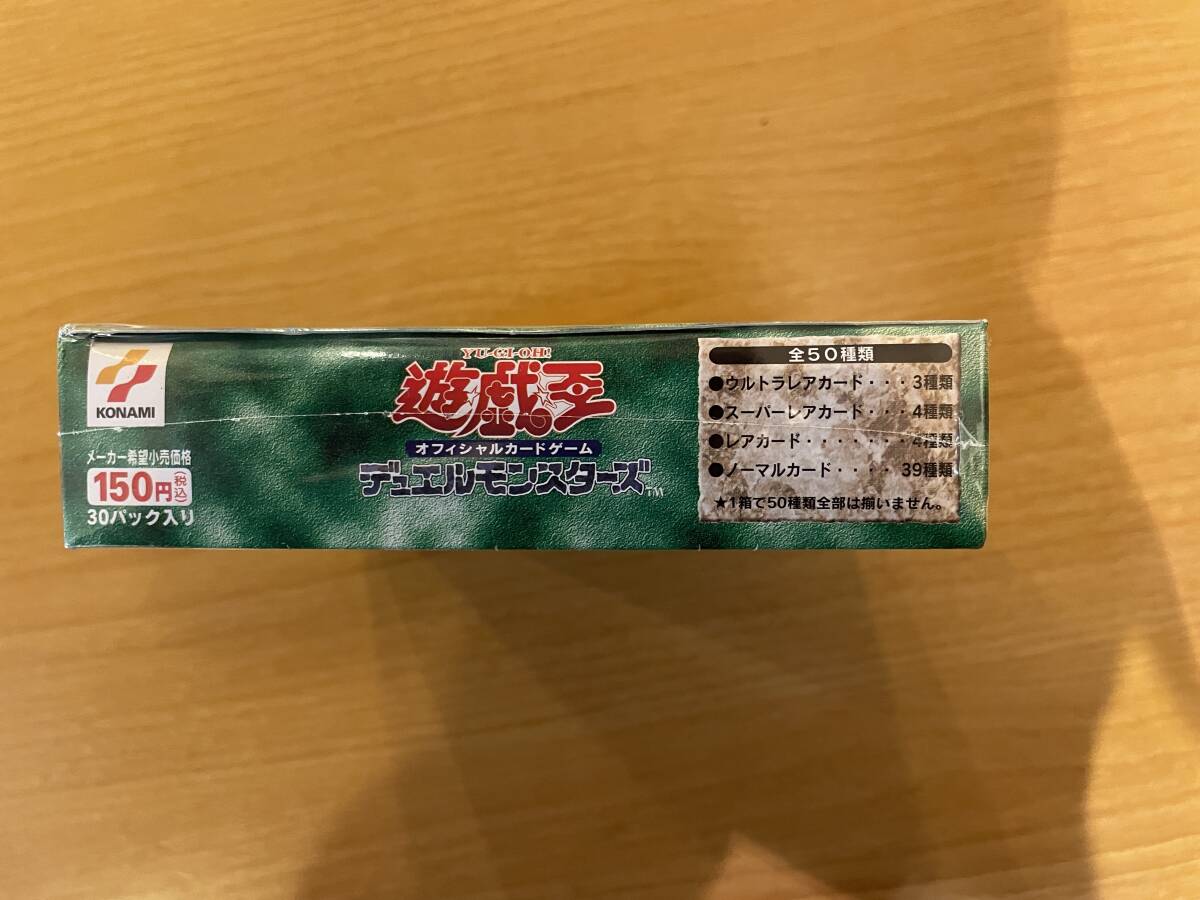 KONAMI
メーカー希望小売価格
150円(税込)
30パック入り
YU-GI-OH!
遊戯王
オフィシャルカードゲーム
デュエルモンスターズ™
全50種類
●ウルトラレアカード・・・3種類
●スーパーレアカード・・・4種類
●レアカード・・・・・・・4種類
●ノーマルカード・・・・39種類
★1箱で50種類全部は揃いません。